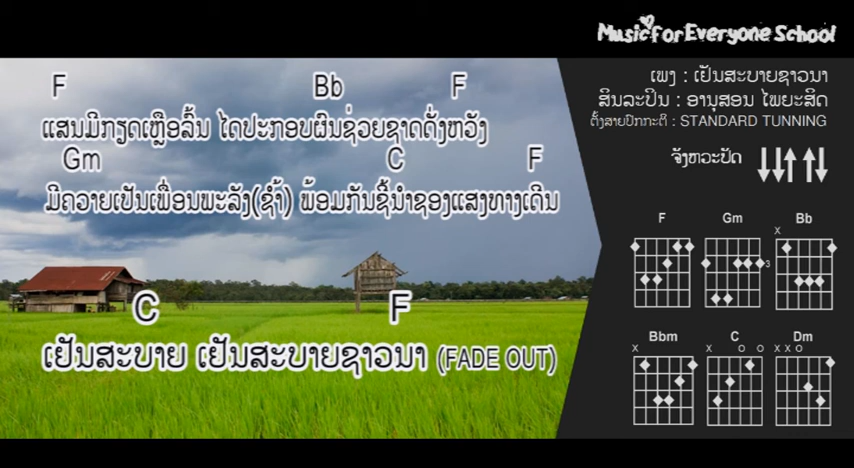 Music For Everyone School
F Bb F
ແສນມີກຽດເຫຼືອລົ້ນ ໄດປະກອບຜົນຊ່ວຍຊາດດັ່ງຫວັງ
Gm C F
ມີຄວາຍເປັນເພື່ອນພະລັງ(ຊ້ຳ) ພ້ອມກັນຊີ້ນຳຊອງແສງທາງເດີນ
C F
ເຢັນສະບາຍ ເຢັນສະບາຍຊາວນາ (FADE OUT)
ເພງ : ເຢັນສະບາຍຊາວນາ
ສິນລະປິນ : ອານຸສອນ ໄພຍະສິດ
ຕັ້ງສາຍປົກກະຕິ : STANDARD TUNNING
ຈັງຫວະປັດ ↓↓↑ ↑↓
F Gm Bb
X
3
Bbm C Dm
X X O O X X O